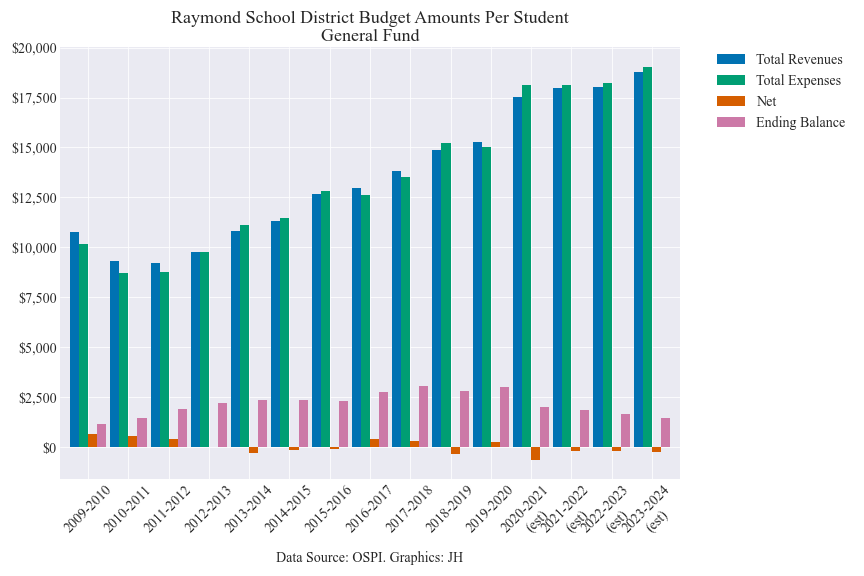 Raymond School District Budget Amounts Per Student
General Fund
$20,000
$17,500
$15,000
$12,500
$10,000
$7,500
$5,000
$2,500
$0
Total Revenues
Total Expenses
Net
Ending Balance
2009-2010
2010-2011
2011-2012
2012-2013
2013-2014
2014-2015
2015-2016
2016-2017
2017-2018
2018-2019
2019-2020
2020-2021
(est)
2021-2022
(est)
2022-2023
(est)
2023-2024
(est)
Data Source: OSPI. Graphics: JH